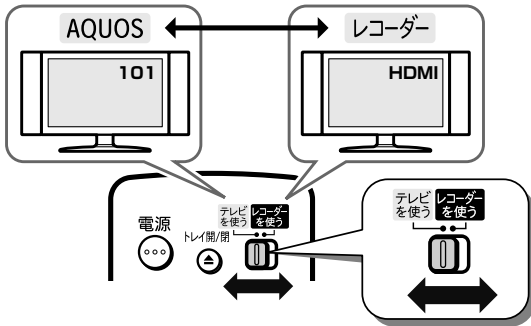 AQUOS
レコーダー
101
HDMI
テレビ
を使う
レコーダー
を使う
電源
トレイ開/閉
テレビ
を使う
レコーダー
を使う